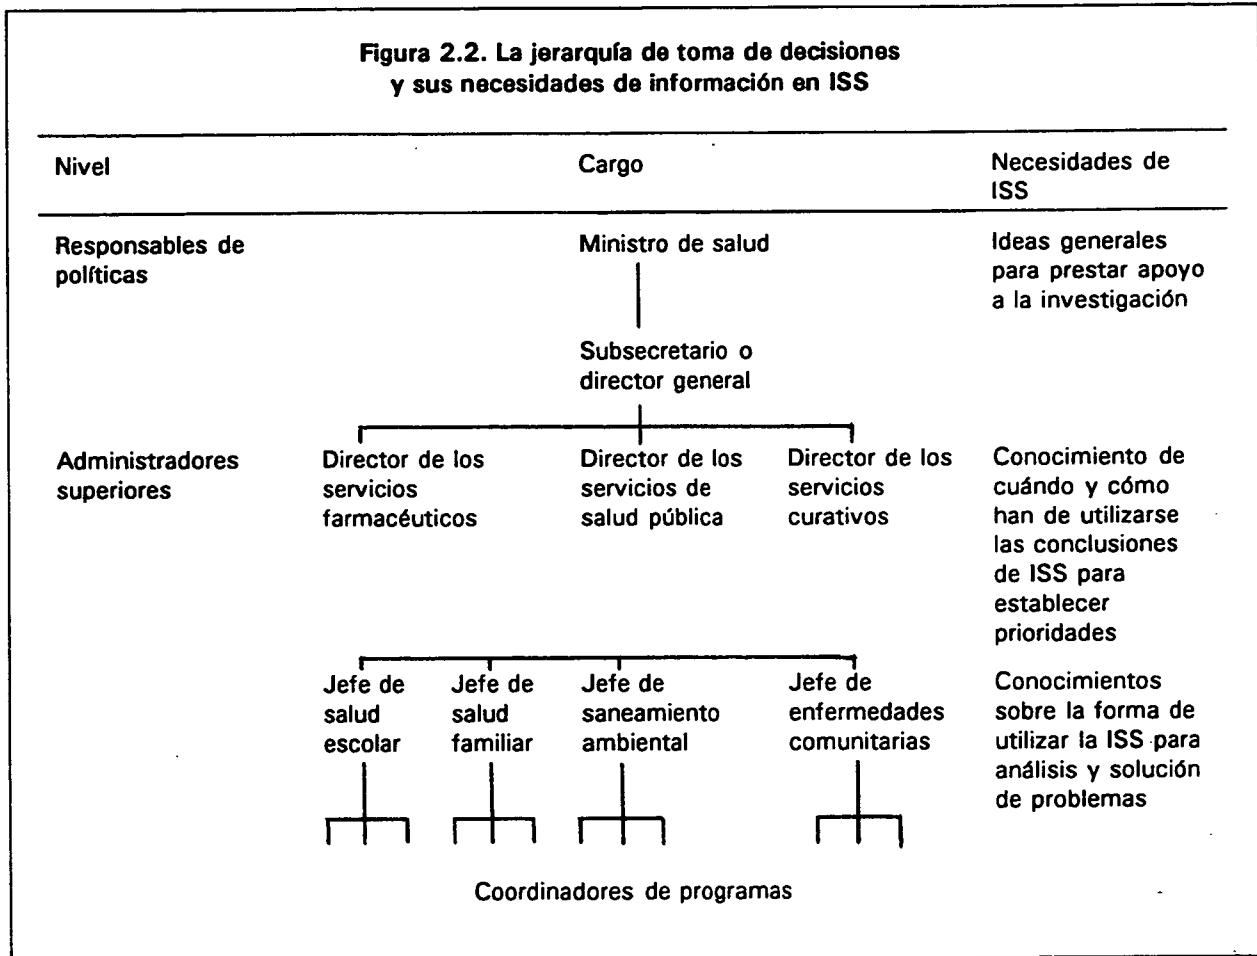 Figura 2.2. La jerarquía de toma de decisiones
y sus necesidades de información en ISS
Nivel
Cargo
Necesidades de
ISS
Responsables de
políticas
Ministro de salud
Ideas generales
para prestar apoyo
a la investigación
Subsecretario o
director general
Administradores
superiores
Director de los
servicios
farmacéuticos
Director de los
servicios de
salud pública
Director de los
servicios
curativos
Conocimiento de
cuándo y cómo
han de utilizarse
las conclusiones
de ISS para
establecer
prioridades
Jefe de
salud
escolar
Jefe de
salud
familiar
Jefe de
saneamiento
ambiental
Jefe de
enfermedades
comunitarias
Conocimientos
sobre la forma de
utilizar la ISS para
análisis y solución
de problemas
Coordinadores de programas